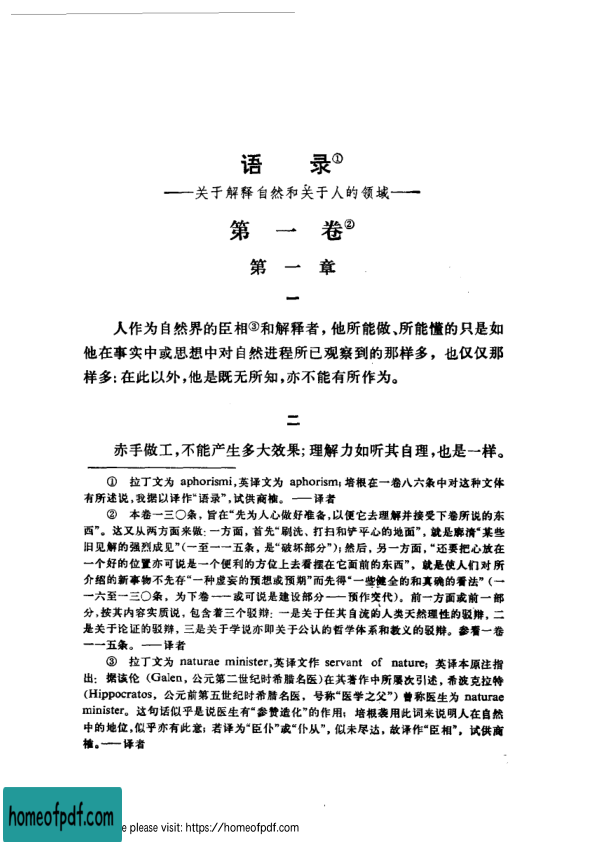 语 录①
——关于解释自然和关于人的领域——
第 一 卷②
第 一 章
一
人作为自然界的臣相③和解释者，他所能做、所能懂的只是如
他在事实中或思想中对自然进程所已观察到的那样多，也仅仅那
样多：在此以外，他是既无所知，亦不能有所作为。
二
赤手做工，不能产生多大效果；理解力如听其自理，也是一样。
① 拉丁文为 aphorismi，英译文为 aphorism；培根在一卷八六条中对这种文体
有所述说，我据以译作“语录”，试供商榷。——译者
② 本卷一三〇条，旨在“先为人心做好准备，以便它去理解并接受下卷所说的东
西”。这又从两方面来做：一方面，首先“刷洗、打扫和铲平心的地面”，就是廓清“某些
旧见解的强烈成见”（一至一一五条，是“破坏部分”）；然后，另一方面，“还要把心放在
一个好的位置亦可说是一个便利的方位上去看摆在它面前的东西”，就是使人们对所
介绍的新事物不先存“一种虚妄的预想或预期”而先得“一些健全的和真确的看法”（一
一六至一三〇条，为下卷——或可说是建设部分——预作交代）。前一方面或前一部
分，按其内容实质说，包含着三个驳辩：一是关于任其自流的人类天然理性的驳辩，二
是关于论证的驳辩，三是关于学说亦即关于公认的哲学体系和教义的驳辩。参看一卷
一一五条。——译者
③ 拉丁文为 naturae minister，英译文作 servant of nature；英译本原注指
出：据该伦（Galen，公元第二世纪时希腊名医）在其著作中所屡次引述，希波克拉特
（Hippocratos，公元前第五世纪时希腊名医，号称“医学之父”）曾称医生为 naturae
minister。这句话似乎是说医生有“参赞造化”的作用；培根袭用此词来说明人在自然
中的地位，似乎亦有此意；若译为“臣仆”或“仆从”，似未尽达，故译作“臣相”，试供商
榷。——译者
homeofpdf.com
e please visit: https://homeofpdf.com